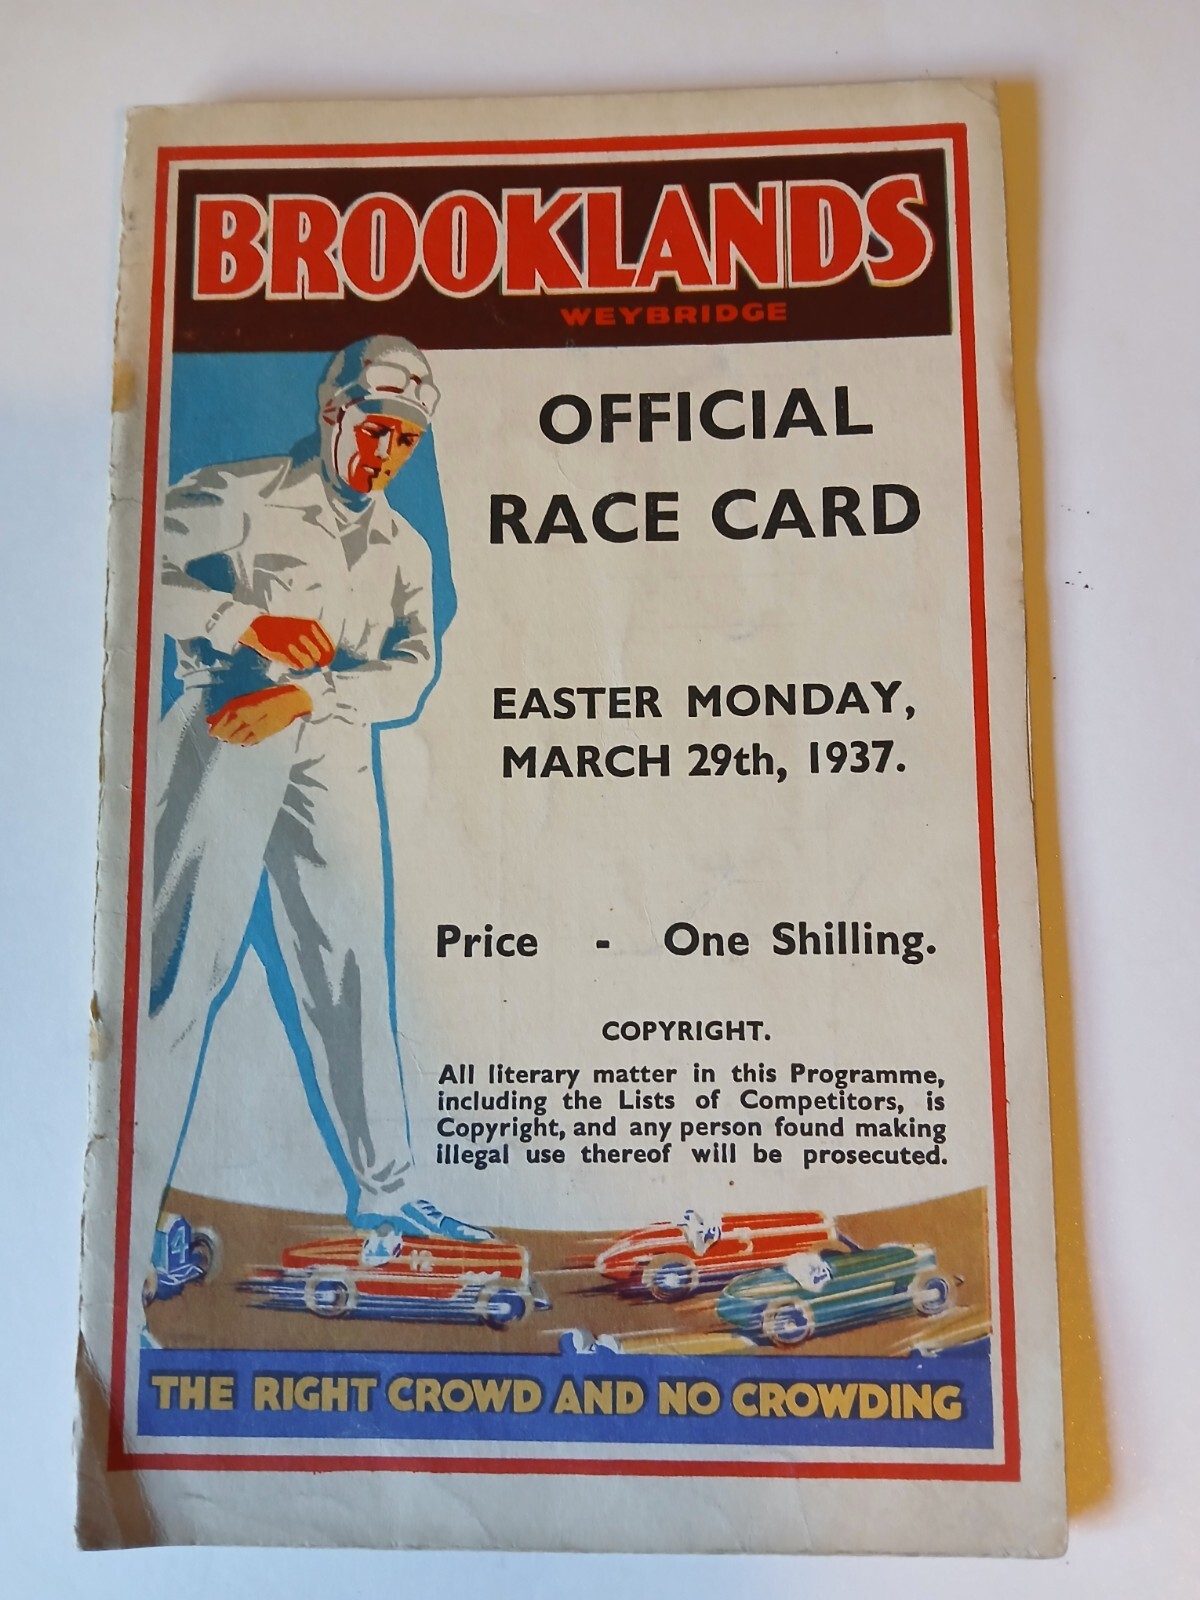 BROOKLANDS
WEYBRIDGE
OFFICIAL
RACE CARD
EASTER MONDAY,
MARCH 29th, 1937.
Price - One Shilling.
COPYRIGHT.
All literary matter in this Programme,
including the Lists of Competitors, is
Copyright, and any person found making
illegal use thereof will be prosecuted.
4
12
THE RIGHT CROWD AND NO CROWDING